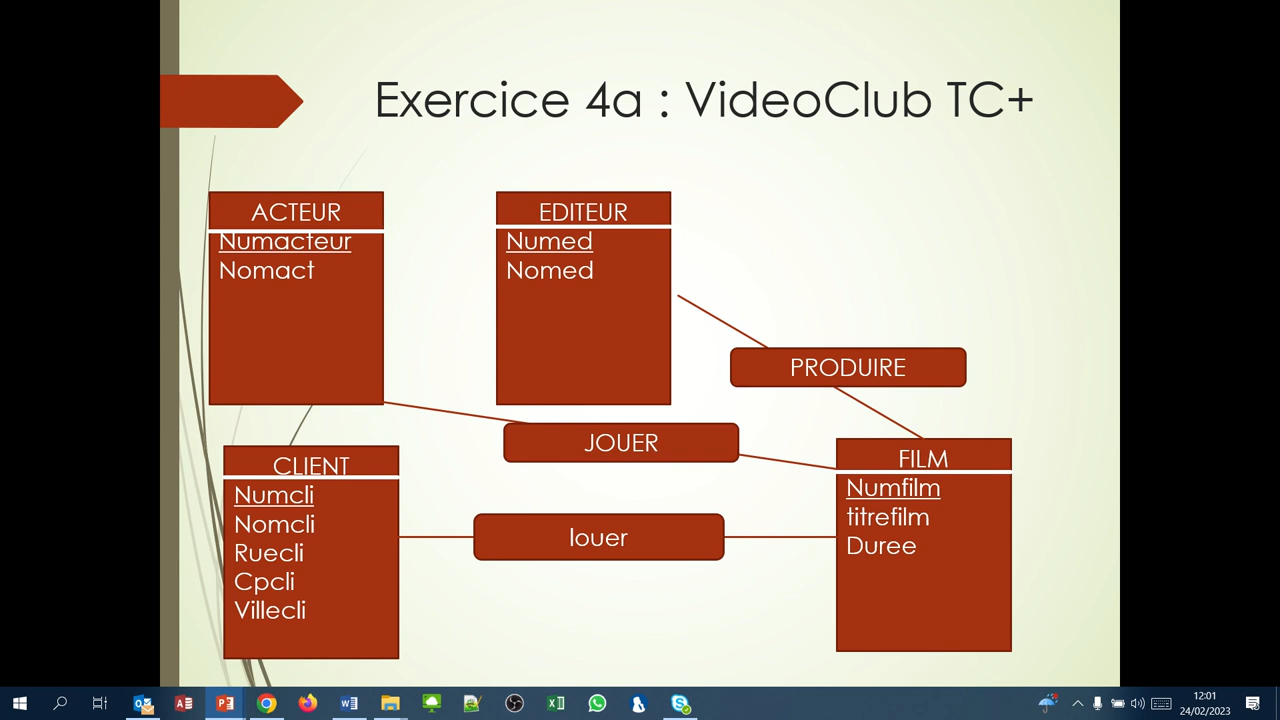 Exercice 4a : VideoClub TC+
ACTEUR
Numacteur
Nomact
EDITEUR
Numed
Nomed
PRODUIRE
JOUER
CLIENT
Numcli
Nomcli
Ruecli
Cpcli
Villecli
louer
FILM
Numfilm
titrefilm
Duree
12:01
24/02/2023